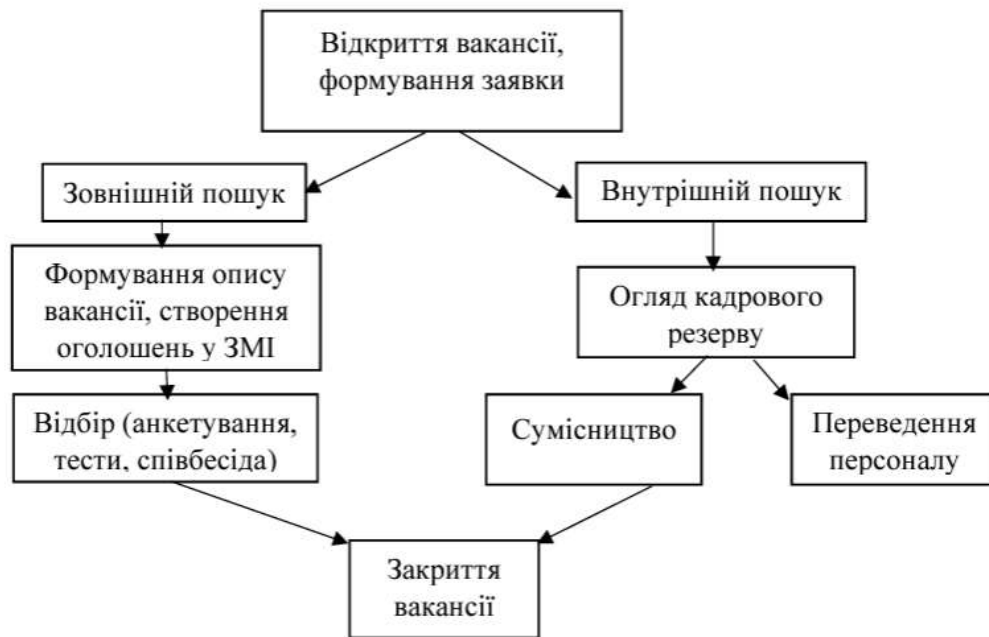 Відкриття вакансії,
формування заявки
Зовнішній пошук
Внутрішній пошук
Формування опису
вакансії, створення
оголошень у ЗМІ
Огляд кадрового
резерву
Відбір (анкетування,
тести, співбесіда)
Сумісництво
Переведення
персоналу
Закриття
вакансії